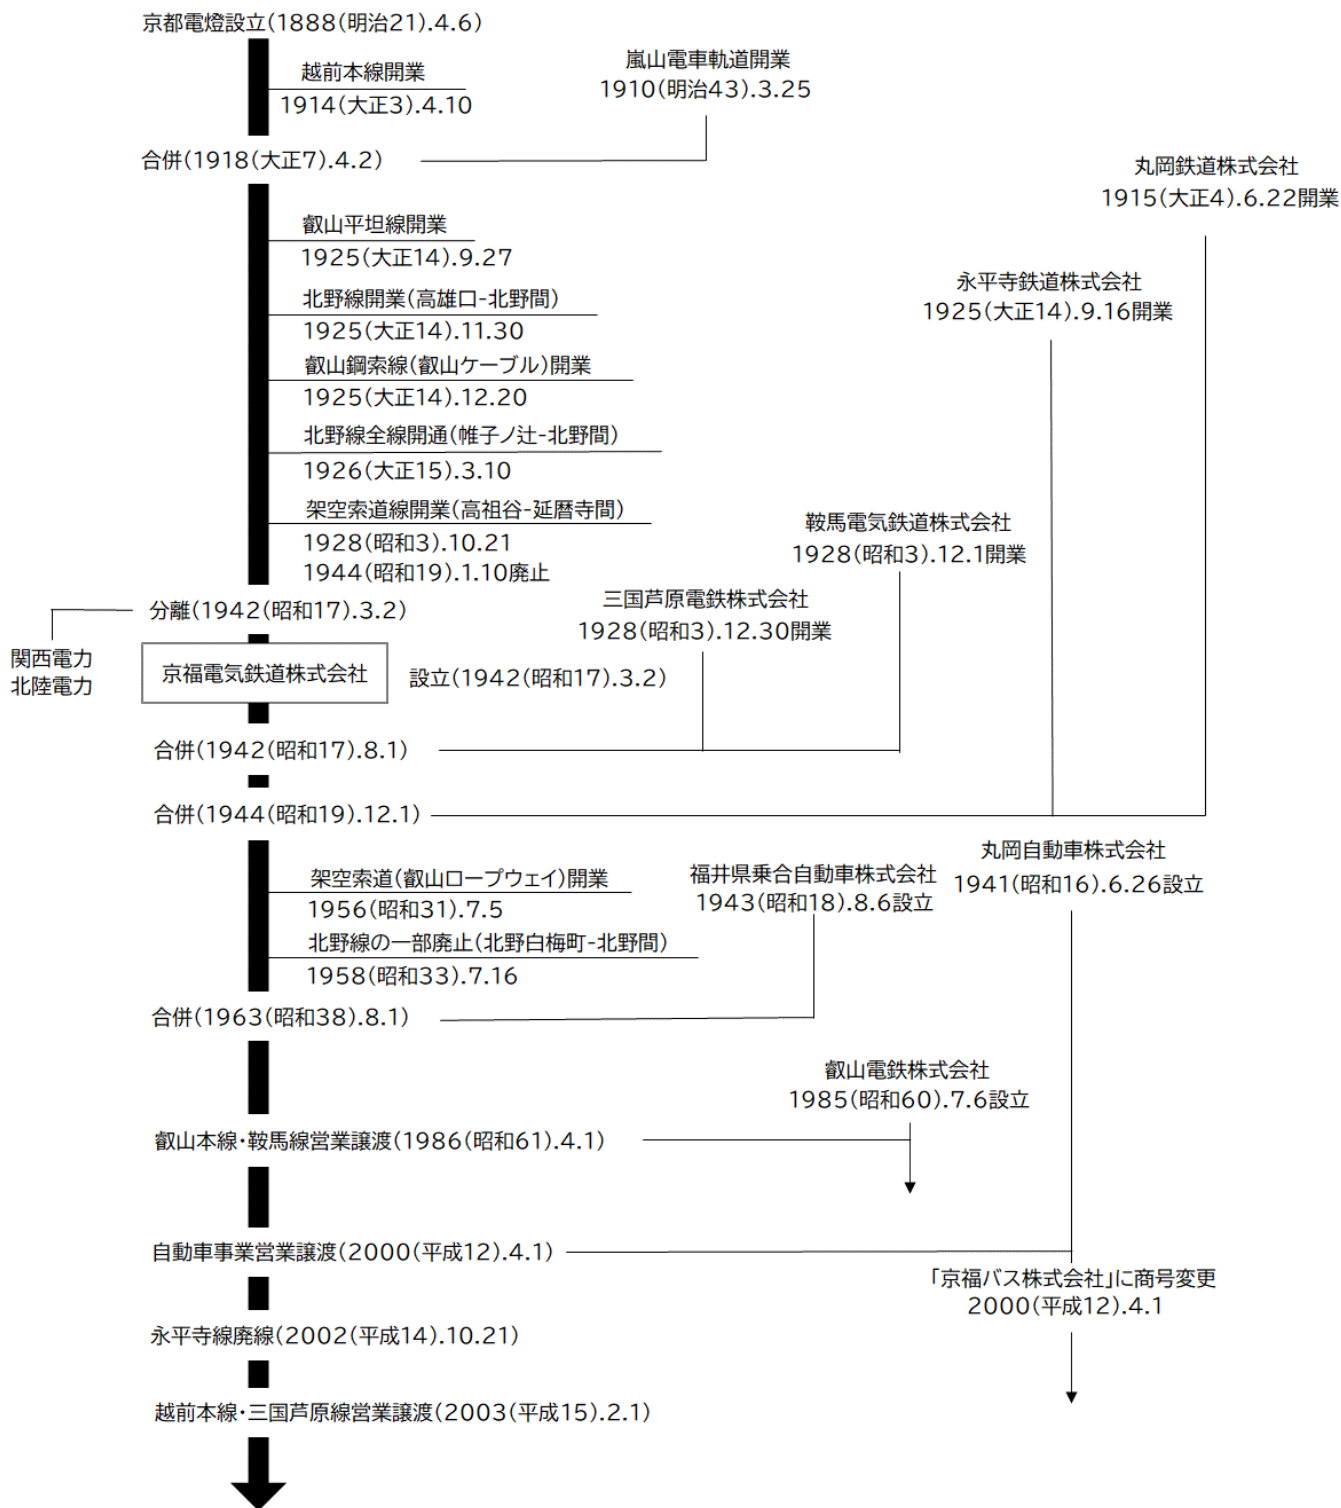 京都電燈設立(1888(明治21).4.6)
越前本線開業
1914(大正3).4.10
嵐山電車軌道開業
1910(明治43).3.25
合併(1918(大正7).4.2)
丸岡鉄道株式会社
1915(大正4).6.22開業
叡山平坦線開業
1925(大正14).9.27
永平寺鉄道株式会社
1925(大正14).9.16開業
北野線開業(高雄口-北野間)
1925(大正14).11.30
叡山鋼索線(叡山ケーブル)開業
1925(大正14).12.20
北野線全線開通(帷子ノ辻-北野間)
1926(大正15).3.10
架空索道線開業(高祖谷-延暦寺間)
1928(昭和3).10.21
1944(昭和19).1.10廃止
鞍馬電気鉄道株式会社
1928(昭和3).12.1開業
分離(1942(昭和17).3.2)
三国芦原電鉄株式会社
1928(昭和3).12.30開業
関西電力
北陸電力
京福電気鉄道株式会社
設立(1942(昭和17).3.2)
合併(1942(昭和17).8.1)
合併(1944(昭和19).12.1)
架空索道(叡山ロープウェイ)開業
1956(昭和31).7.5
福井県乗合自動車株式会社
1943(昭和18).8.6設立
丸岡自動車株式会社
1941(昭和16).6.26設立
北野線の一部廃止(北野白梅町-北野間)
1958(昭和33).7.16
合併(1963(昭和38).8.1)
叡山電鉄株式会社
1985(昭和60).7.6設立
叡山本線・鞍馬線営業譲渡(1986(昭和61).4.1)
自動車事業営業譲渡(2000(平成12).4.1)
「京福バス株式会社」に商号変更
2000(平成12).4.1
永平寺線廃線(2002(平成14).10.21)
越前本線・三国芦原線営業譲渡(2003(平成15).2.1)